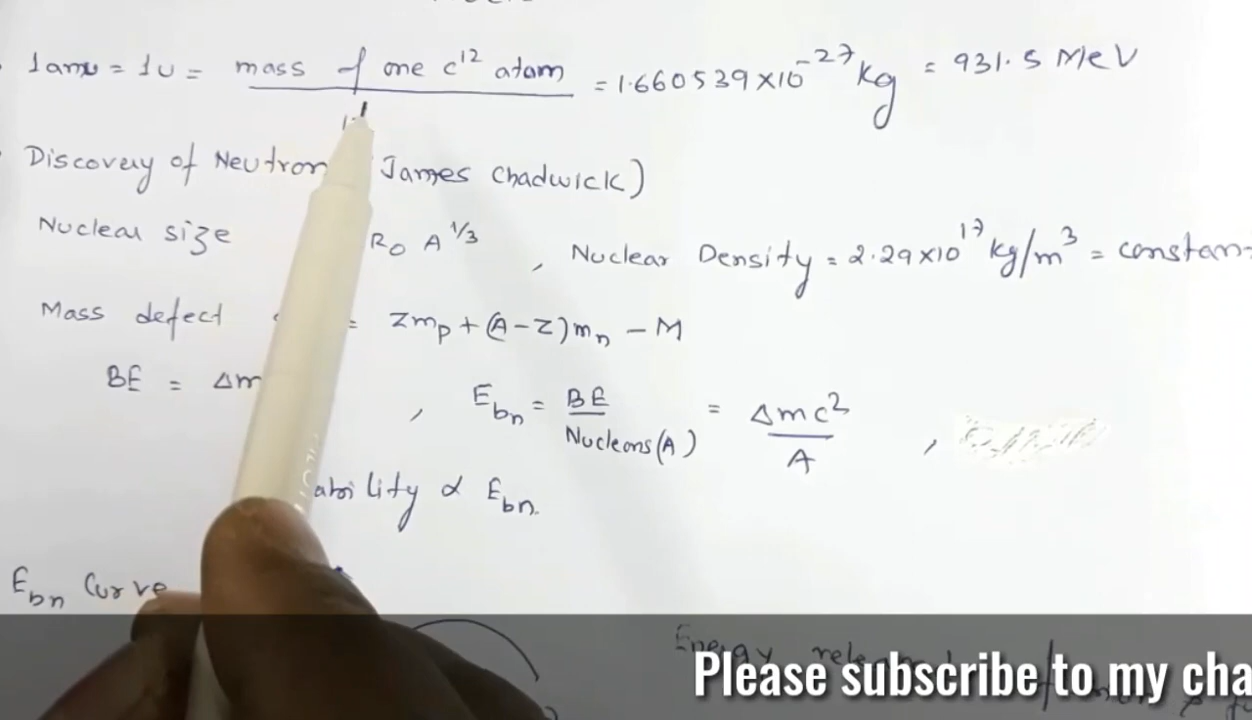 1amu = 1u = mass of one c¹² atom = 1.660539×10⁻²⁷ kg = 931.5 MeV
Discovery of Neutron James Chadwick)
Nuclear size R₀ A^1/3 , Nuclear Density = 2.29×10¹⁷ kg/m³ = constan
Mass defect = Zmp + (A-Z)mn - M
BE = Δm , Ebn = BE / Nucleons(A) = Δmc² / A ,
ability ∝ Ebn.
Ebn Curve
Energy
Please subscribe to my cha